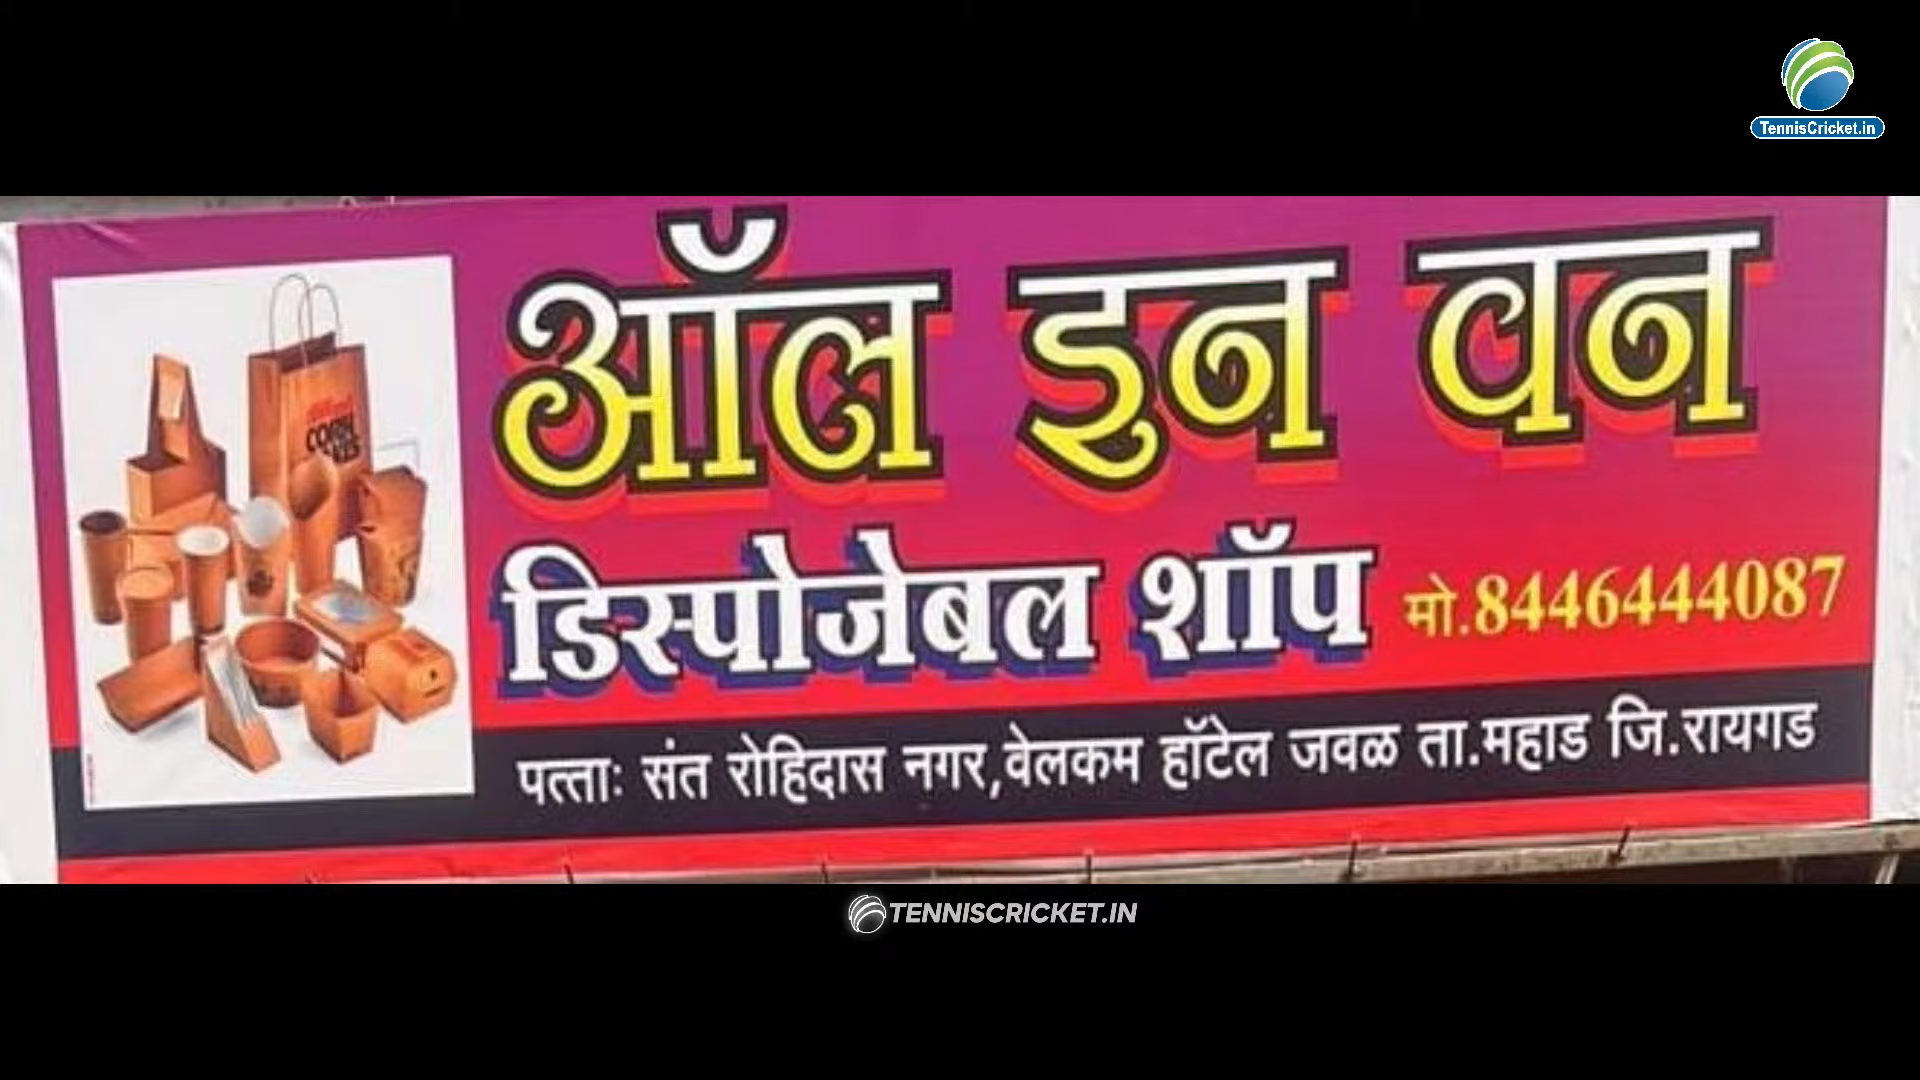 TennisCricket.in
ऑल इन वन
डिस्पोजेबल शॉप मो.8446444087
पत्ताः संत रोहिदास नगर,वेलकम हॉटेल जवळ ता.महाड जि.रायगड
TENNISCRICKET.IN